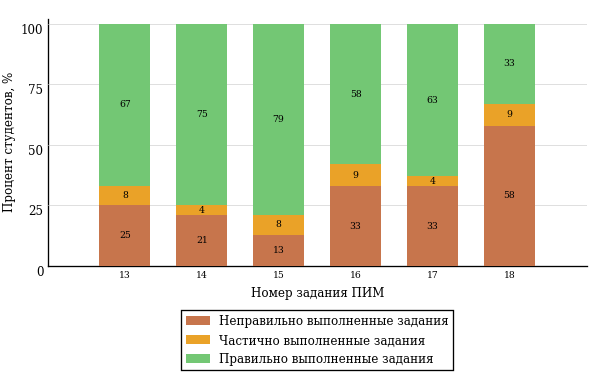 Процент студентов, %
100
75
50
25
0
67 75 79 58 63 33
8 4 8 9 4 9
25 21 13 33 33 58
13 14 15 16 17 18
Номер задания ПИМ
Неправильно выполненные задания
Частично выполненные задания
Правильно выполненные задания